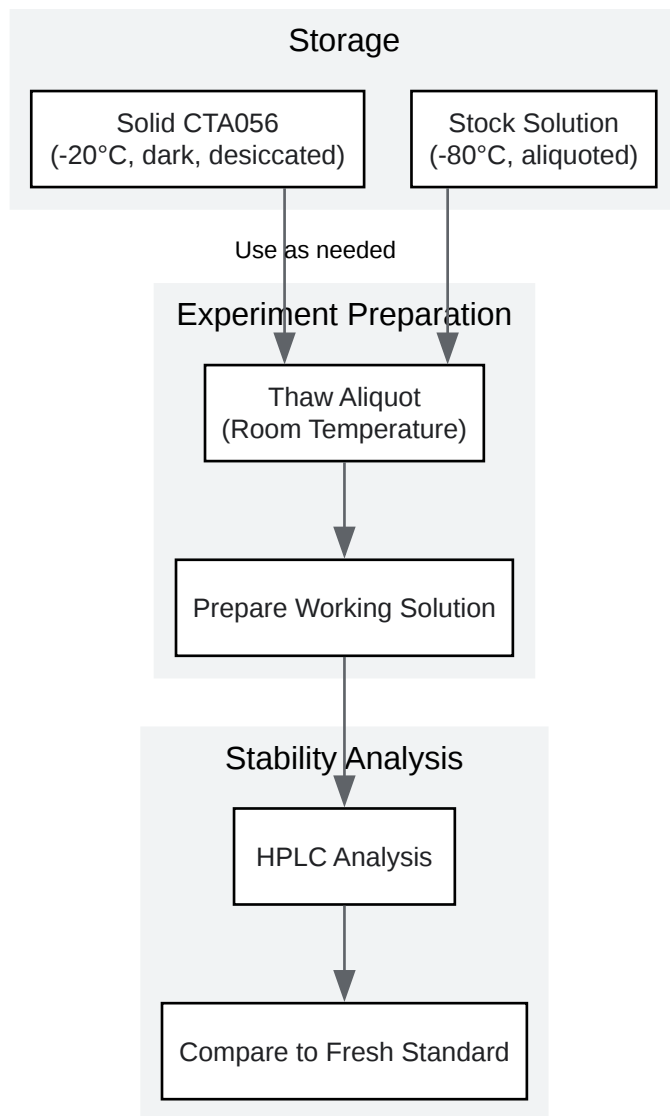 Storage
Solid CTA056
(-20°C, dark, desiccated)
Stock Solution
(-80°C, aliquoted)
Use as needed
Experiment Preparation
Thaw Aliquot
(Room Temperature)
Prepare Working Solution
Stability Analysis
HPLC Analysis
Compare to Fresh Standard